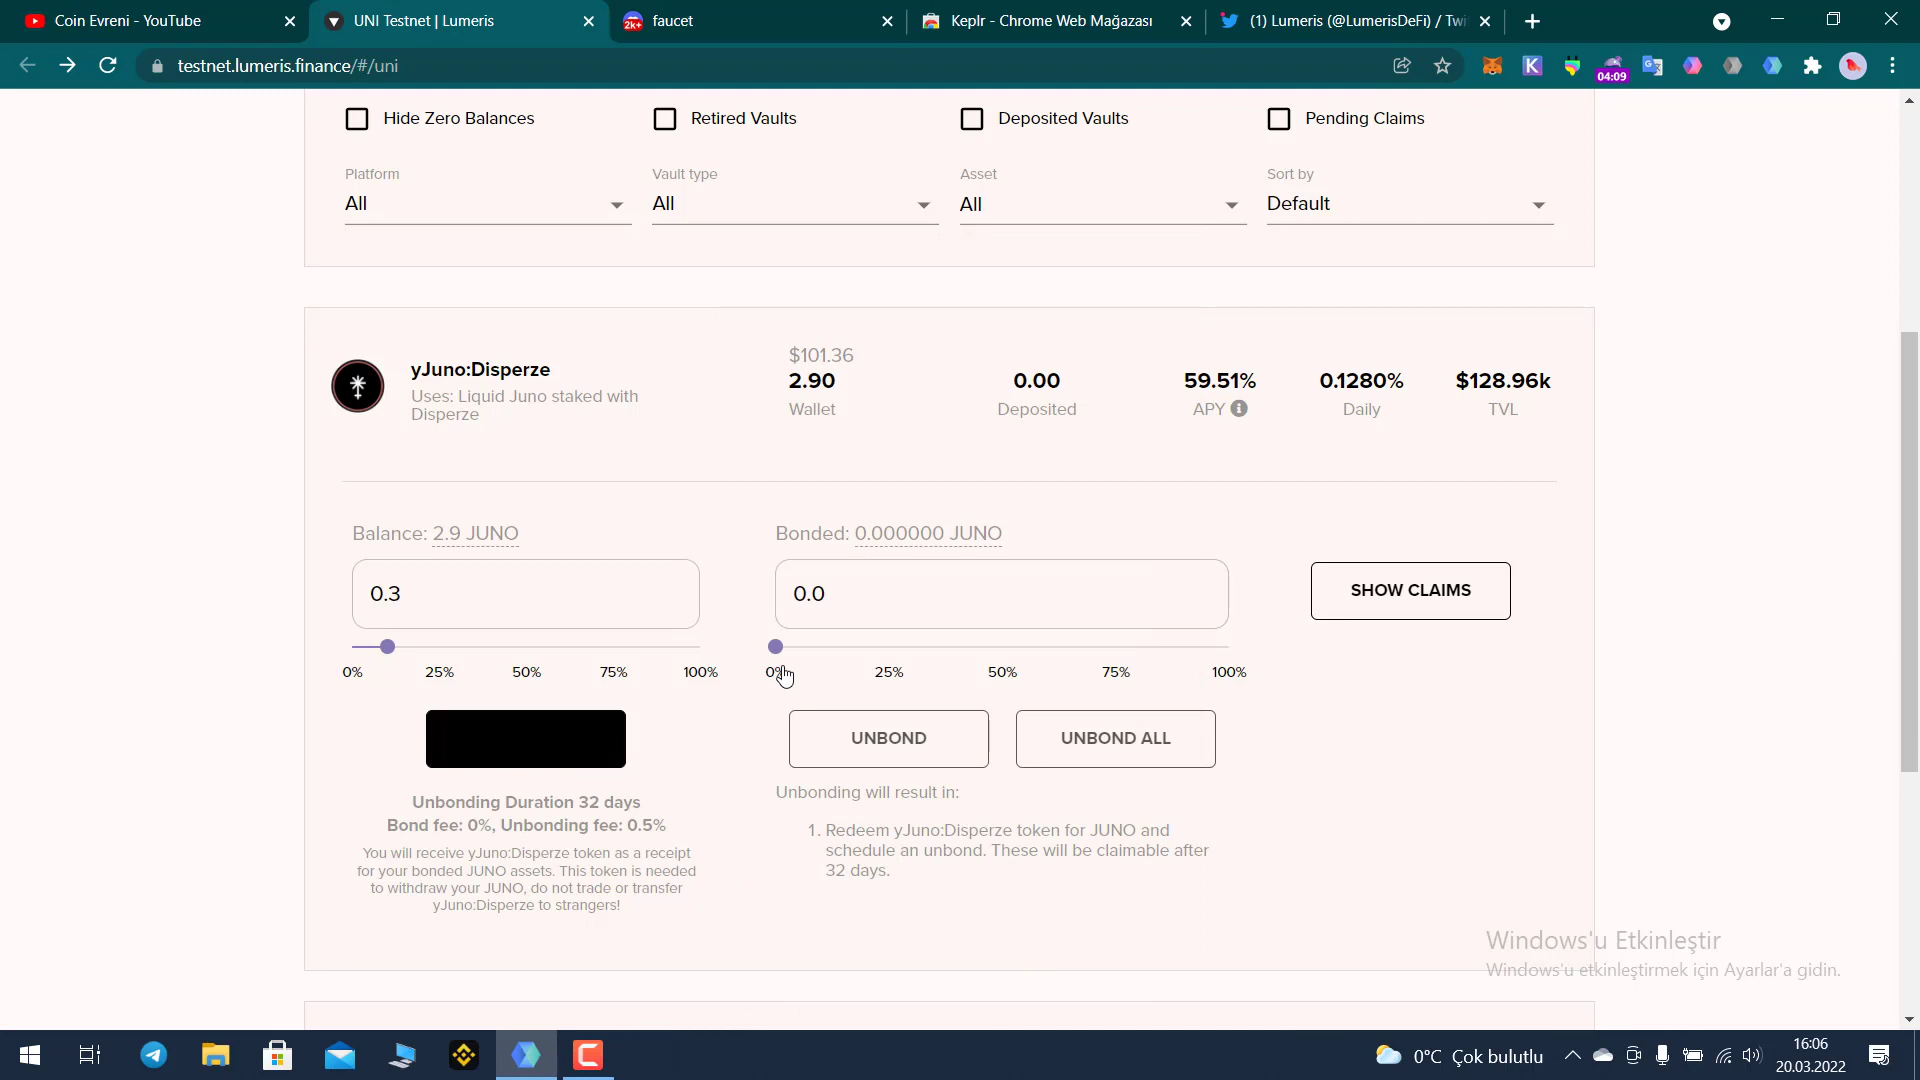 Coin Evreni - YouTube
UNI Testnet | Lumeris
2k+
faucet
Keplr - Chrome Web Mağazası
(1) Lumeris (@LumerisDeFi) / Twi
testnet.lumeris.finance/#/uni
K
04:09
Hide Zero Balances
Retired Vaults
Deposited Vaults
Pending Claims
Platform
Vault type
Asset
Sort by
All
All
All
Default
yJuno:Disperze
Uses: Liquid Juno staked with
Disperze
$101.36
2.90
Wallet
0.00
Deposited
59.51%
APY
0.1280%
Daily
$128.96k
TVL
Balance: 2.9 JUNO
0.3
0% 25% 50% 75% 100%
Unbonding Duration 32 days
Bond fee: 0%, Unbonding fee: 0.5%
You will receive yJuno:Disperze token as a receipt
for your bonded JUNO assets. This token is needed
to withdraw your JUNO, do not trade or transfer
yJuno:Disperze to strangers!
Bonded: 0.000000 JUNO
0.0
0% 25% 50% 75% 100%
UNBOND
UNBOND ALL
Unbonding will result in:
1. Redeem yJuno:Disperze token for JUNO and
schedule an unbond. These will be claimable after
32 days.
SHOW CLAIMS
Windows'u Etkinleştir
Windows'u etkinleştirmek için Ayarlar'a gidin.
0°C Çok bulutlu
16:06
20.03.2022